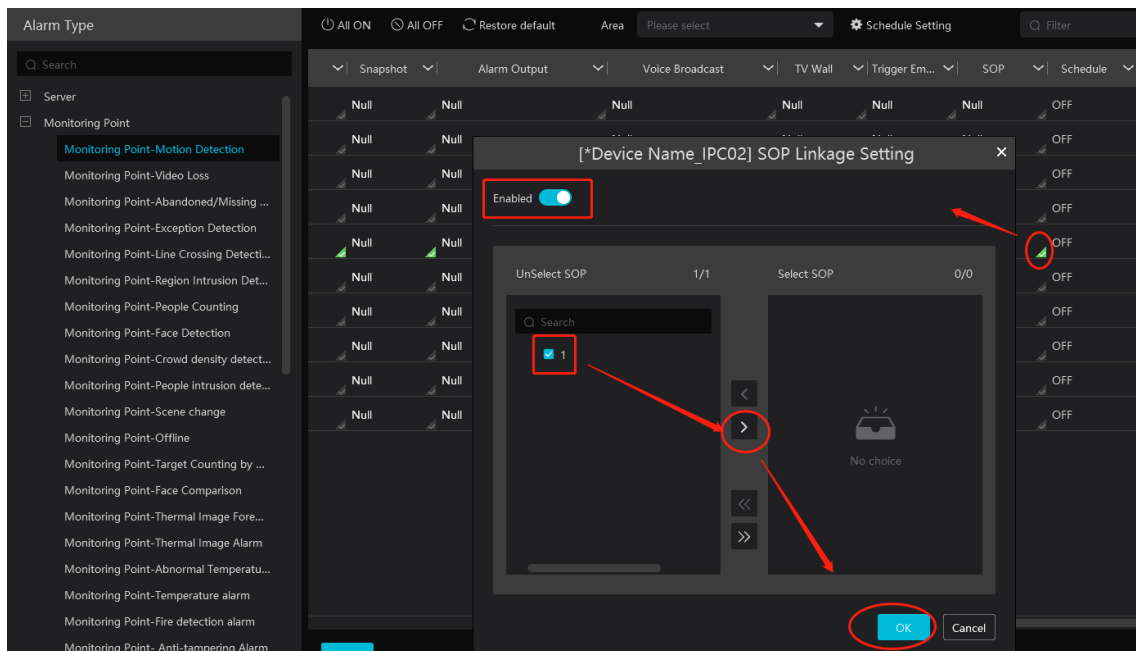 Alarm Type
All ON All OFF Restore default Area Please select Schedule Setting Filter
Search
Snapshot Alarm Output Voice Broadcast TV Wall Trigger Em... SOP Schedule
Server
Monitoring Point
Monitoring Point-Motion Detection
Monitoring Point-Video Loss
Monitoring Point-Abandoned/Missing ...
Monitoring Point-Exception Detection
Monitoring Point-Line Crossing Detecti...
Monitoring Point-Region Intrusion Det...
Monitoring Point-People Counting
Monitoring Point-Face Detection
Monitoring Point-Crowd density detect...
Monitoring Point-People intrusion dete...
Monitoring Point-Scene change
Monitoring Point-Offline
Monitoring Point-Target Counting by ...
Monitoring Point-Face Comparison
Monitoring Point-Thermal Image Fore...
Monitoring Point-Thermal Image Alarm
Monitoring Point-Abnormal Temperatu...
Monitoring Point-Temperature alarm
Monitoring Point-Fire detection alarm
Monitoring Point- Anti-tampering Alarm
Null Null Null Null Null Null OFF
Null Null OFF
Null Null OFF
Null Null OFF
Null Null OFF
Null Null OFF
Null Null OFF
Null Null OFF
Null Null OFF
Null Null OFF
[*Device Name_IPC02] SOP Linkage Setting
Enabled
UnSelect SOP 1/1 Select SOP 0/0
Search
1
No choice
OK Cancel